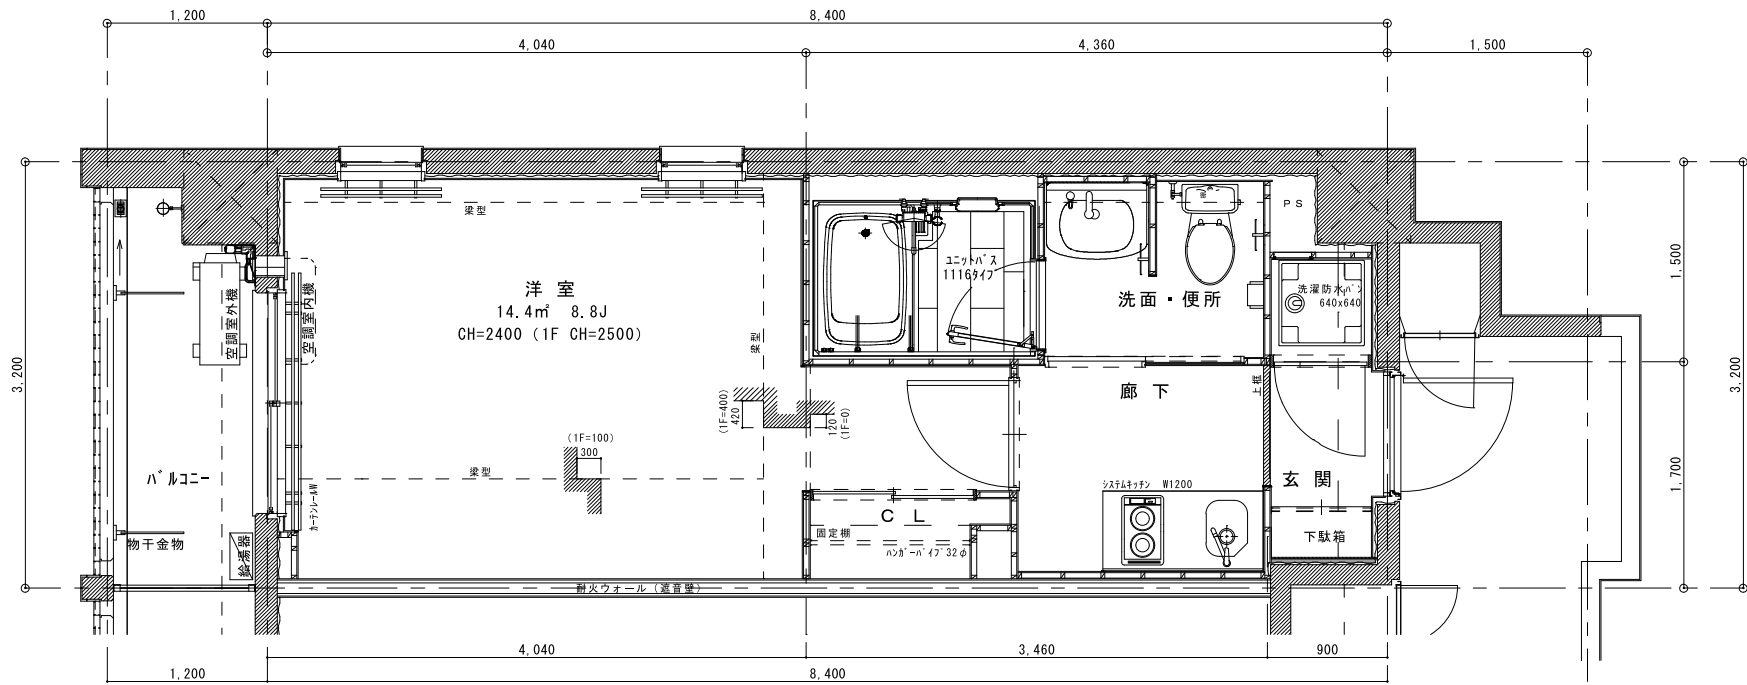 1,200
8,400
4,040
4,360
1,500
3,200
梁型
PS
ユニットバス
1116タイプ
洋 室
14.4㎡ 8.8J
CH=2400 (1F CH=2500)
洗面・便所
洗濯防水パン
640x640
1,500
空調室外機
空調室内機
梁型
廊 下
上框
3,200
(1F=400)
420
120
(1F=0)
(1F=100)
300
梁型
バルコニー
カーテンレールW
システムキッチン W1200
玄 関
1,700
CL
固定棚
ハンガーパイプ32φ
下駄箱
物干金物
給湯器
耐火ウォール (遮音壁)
4,040
3,460
900
1,200
8,400